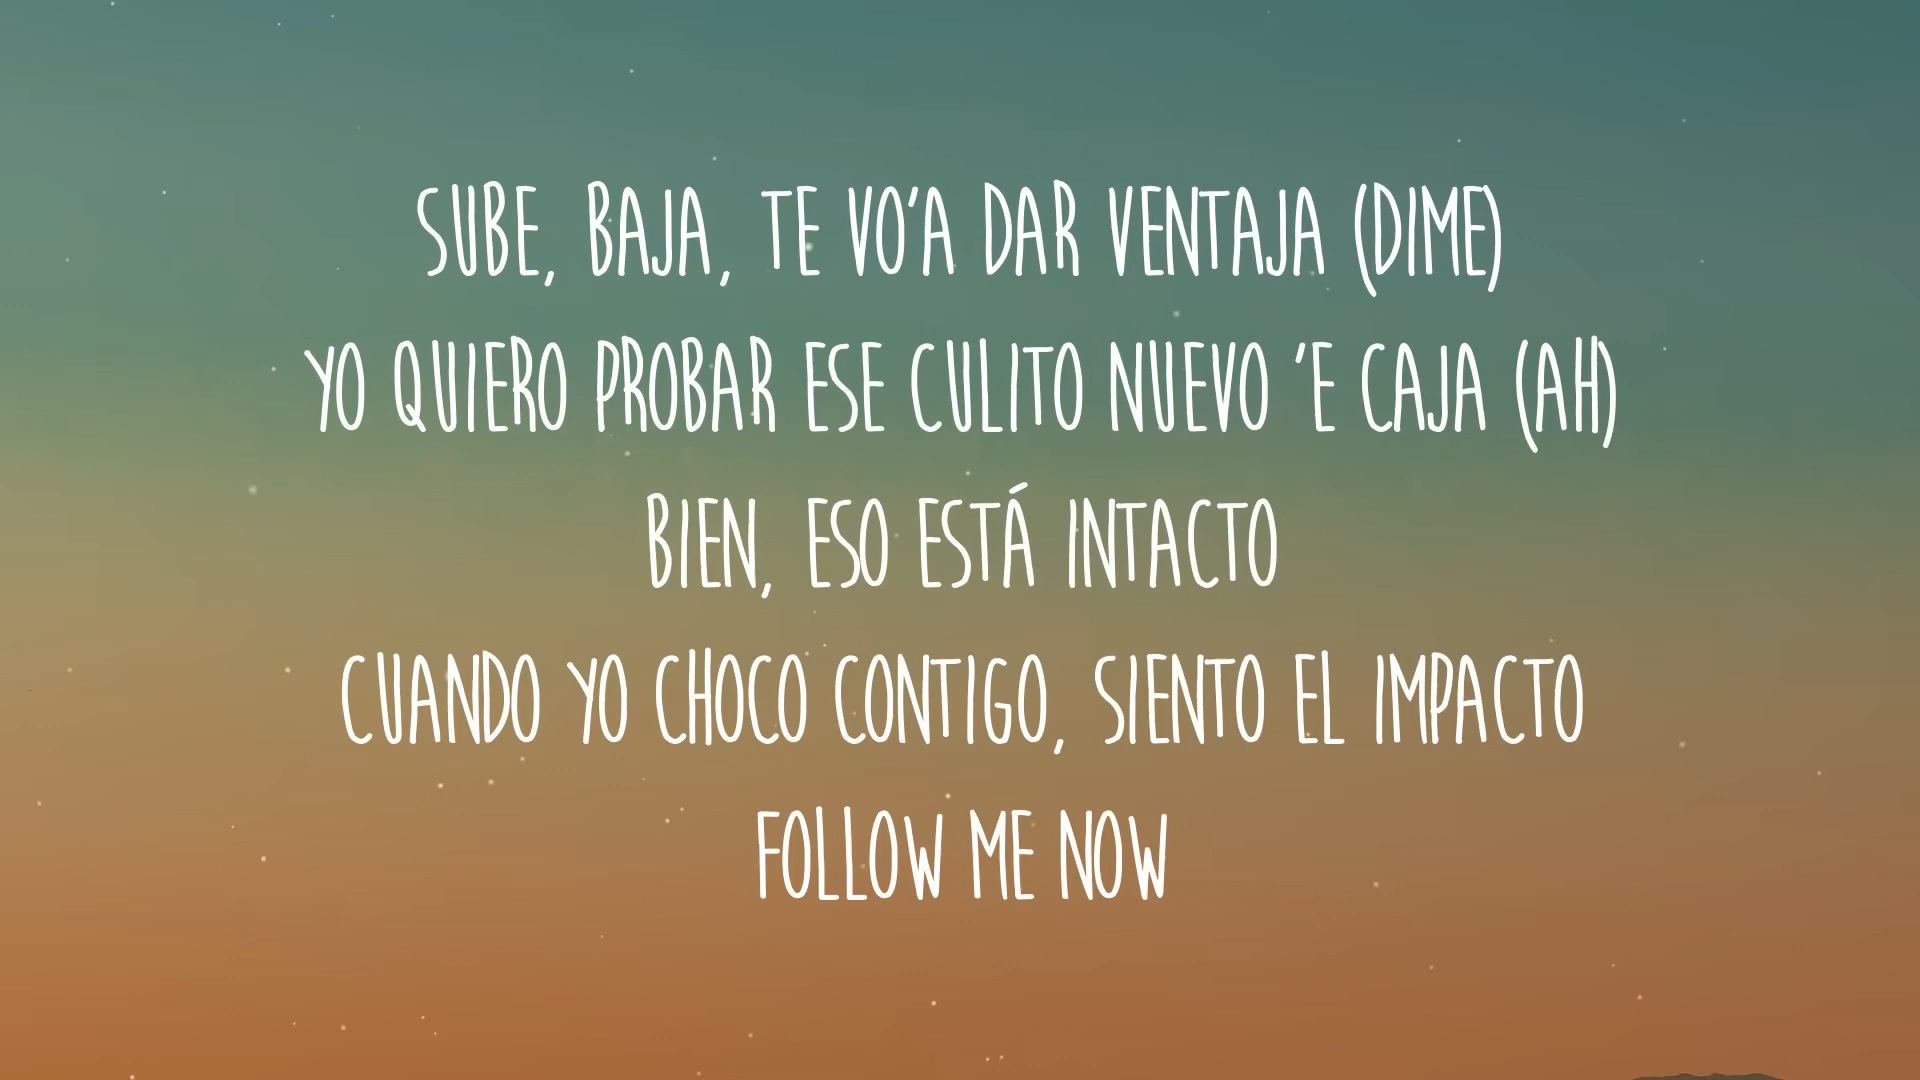 SUBE, BAJA, TE VO'A DAR VENTAJA (DIME)
YO QUIERO PROBAR ESE CULITO NUEVO 'E CAJA (AH)
BIEN, ESO ESTÁ INTACTO
CUANDO YO CHOCO CONTIGO, SIENTO EL IMPACTO
FOLLOW ME NOW